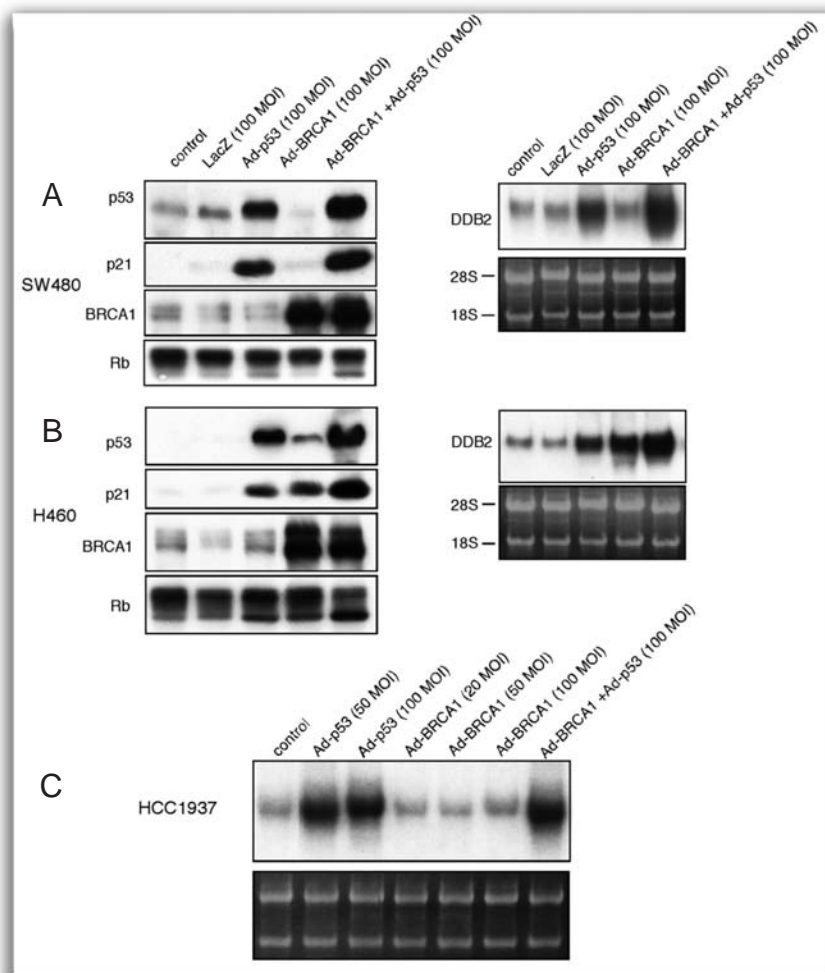 control
LacZ (100 MOI)
Ad-p53 (100 MOI)
Ad-BRCA1 (100 MOI)
Ad-BRCA1 +Ad-p53 (100 MOI)
control
LacZ (100 MOI)
Ad-p53 (100 MOI)
Ad-BRCA1 (100 MOI)
Ad-BRCA1 +Ad-p53 (100 MOI)
A
SW480
p53
p21
BRCA1
Rb
DDB2
28S
18S
B
H460
p53
p21
BRCA1
Rb
DDB2
28S
18S
control
Ad-p53 (50 MOI)
Ad-p53 (100 MOI)
Ad-BRCA1 (20 MOI)
Ad-BRCA1 (50 MOI)
Ad-BRCA1 (100 MOI)
Ad-BRCA1 +Ad-p53 (100 MOI)
C
HCC1937